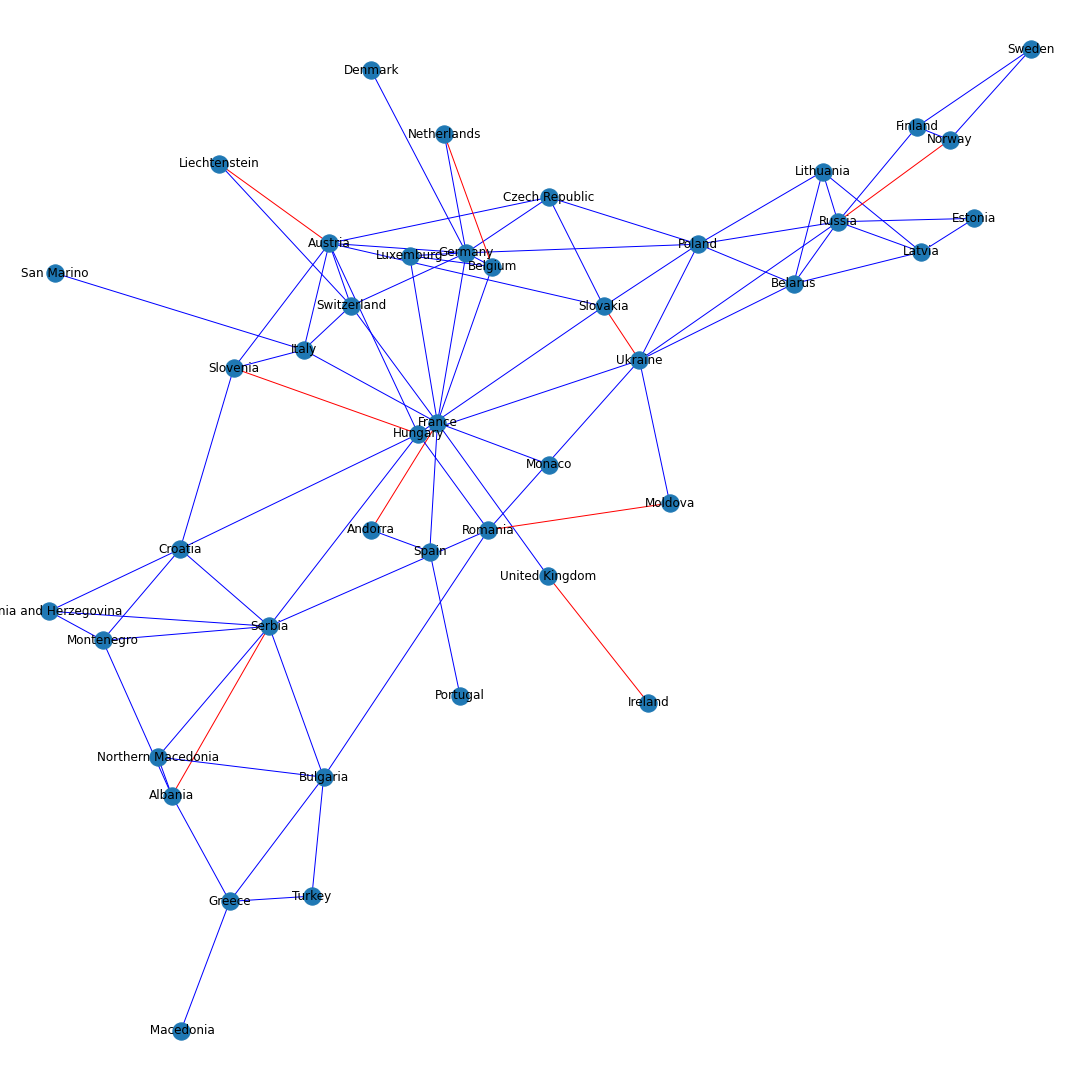 Sweden
Denmark
Finland
Netherlands
Norway
Liechtenstein
Lithuania
Czech Republic
Estonia
Russia
Austria
Poland
Latvia
Germany
Luxemburg
Belgium
San Marino
Belarus
Switzerland
Slovakia
Italy
Ukraine
Slovenia
France
Hungary
Monaco
Moldova
Andorra
Romania
Croatia
Spain
United Kingdom
nia and Herzegovina
Serbia
Montenegro
Portugal
Ireland
Northern Macedonia
Bulgaria
Albania
Turkey
Greece
Macedonia